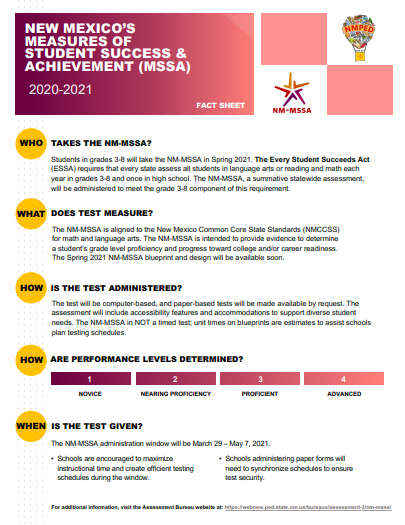 NEW MEXICO'S
MEASURES OF
STUDENT SUCCESS &
ACHIEVEMENT (MSSA)
2020-2021
FACT SHEET
NMPED
NM-MSSA
WHO TAKES THE NM-MSSA?
Students in grades 3-8 will take the NM-MSSA in Spring 2021. The Every Student Succeeds Act
(ESSA) requires that every state assess all students in language arts or reading and math each
year in grades 3-8 and once in high school. The NM-MSSA, a summative statewide assessment,
will be administered to meet the grade 3-8 component of this requirement.
WHAT DOES TEST MEASURE?
The NM-MSSA is aligned to the New Mexico Common Core State Standards (NMCCSS)
for math and language arts. The NM-MSSA is intended to provide evidence to determine
a student's grade level proficiency and progress toward college and/or career readiness.
The Spring 2021 NM-MSSA blueprint and design will be available soon.
HOW IS THE TEST ADMINISTERED?
The test will be computer-based, and paper-based tests will be made available by request. The
assessment will include accessibility features and accommodations to support diverse student
needs. The NM-MSSA in NOT a timed test; unit times on blueprints are estimates to assist schools
plan testing schedules.
HOW ARE PERFORMANCE LEVELS DETERMINED?
1 2 3 4
NOVICE NEARING PROFICIENCY PROFICIENT ADVANCED
WHEN IS THE TEST GIVEN?
The NM-MSSA administration window will be March 29 – May 7, 2021.
• Schools are encouraged to maximize
instructional time and create efficient testing
schedules during the window.
• Schools administering paper forms will
need to synchronize schedules to ensure
test security.
For additional information, visit the Assessment Bureau website at: https://webnew.ped.state.nm.us/bureaus/assessment-3/nm-mssa/